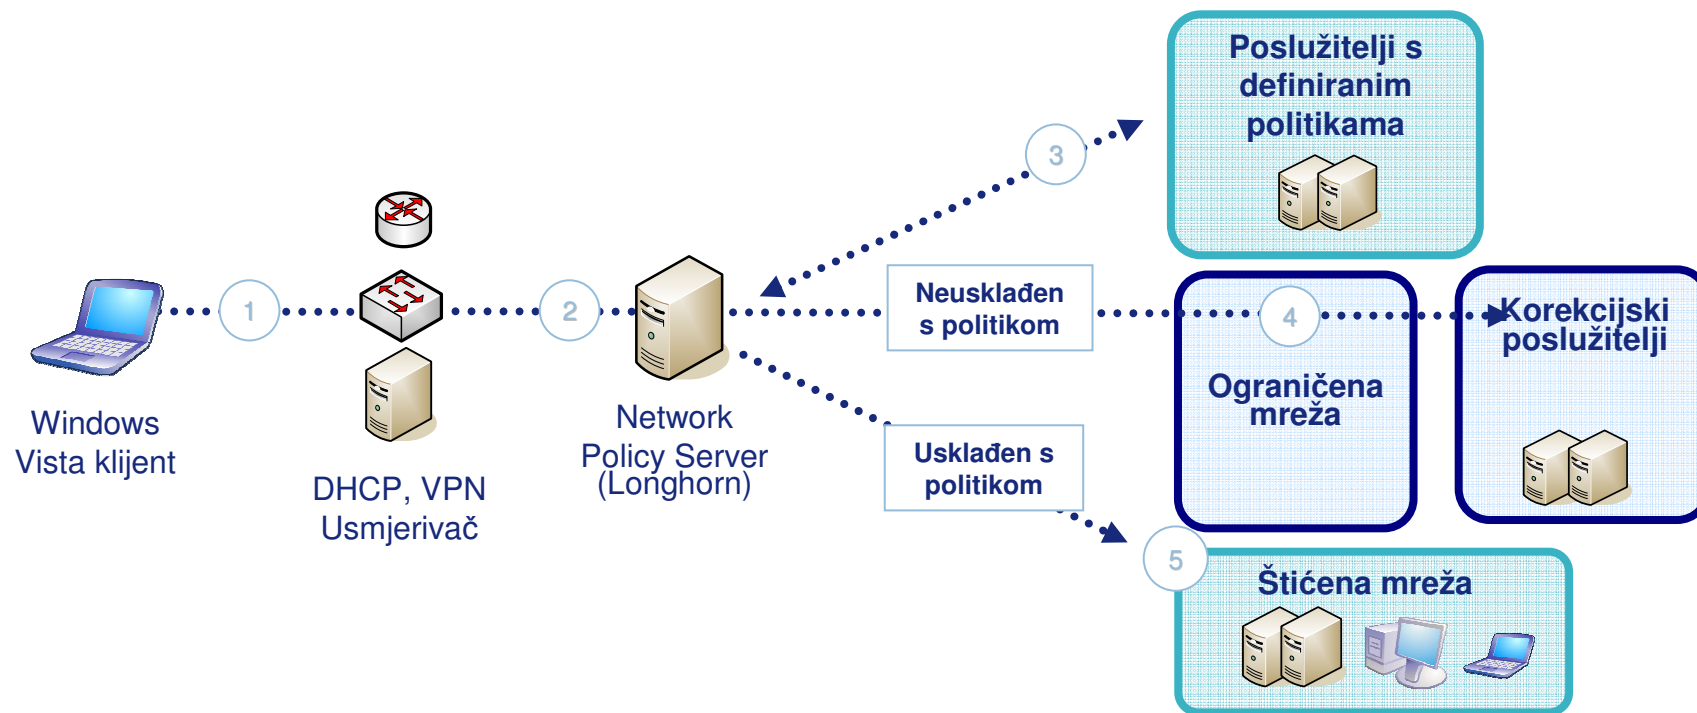 Poslužitelji s
definiranim
politikama
3
Neusklađen
s politikom
4
Korekcijski
poslužitelji
1
2
Ograničena
mreža
Windows
Vista klijent
Network
Policy Server
(Longhorn)
DHCP, VPN
Usmjerivač
Usklađen s
politikom
5
Štićena mreža